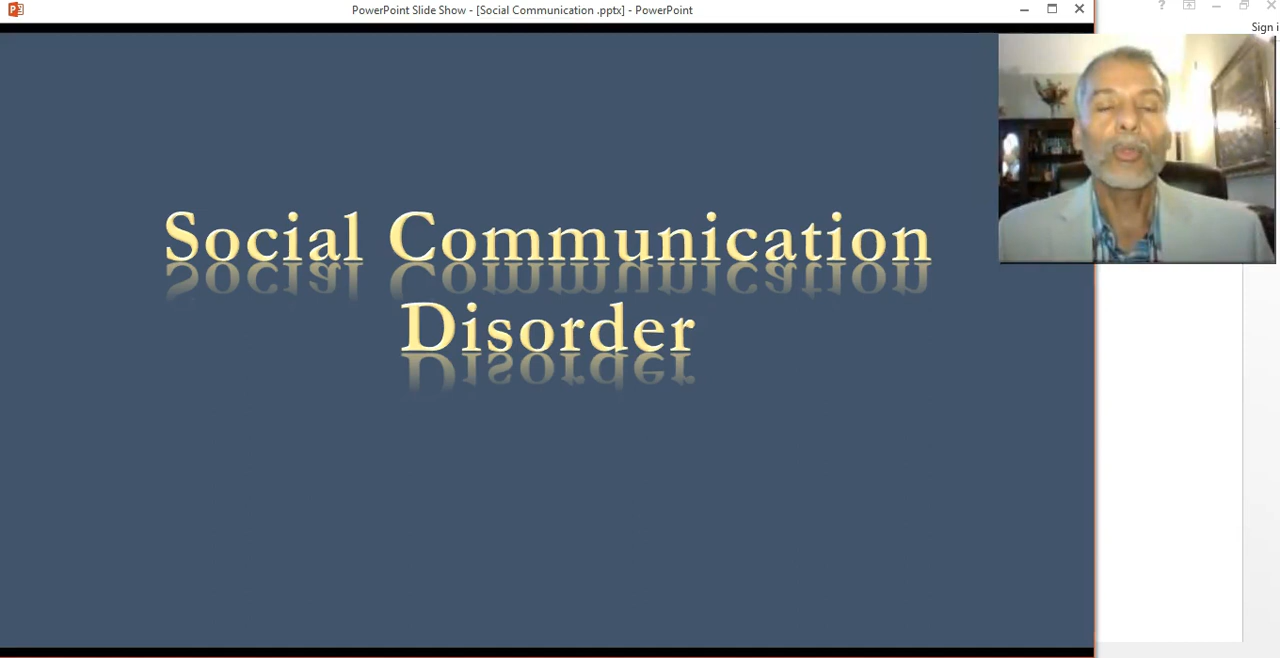 PowerPoint Slide Show - [Social Communication .pptx] - PowerPoint
Sign i
Social Communication
Disorder